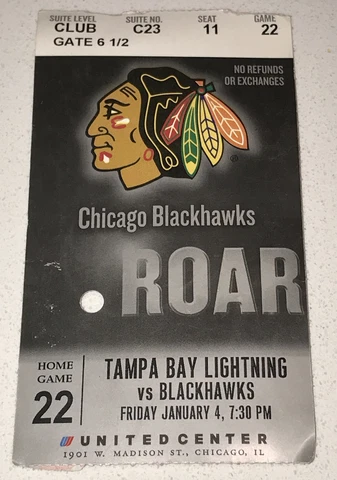 SUITE LEVEL SUITE NO. SEAT GAME
CLUB C23 11 22
GATE 6 1/2
NO REFUNDS
OR EXCHANGES
Chicago Blackhawks
ROAR
HOME
GAME
22
TAMPA BAY LIGHTNING
vs BLACKHAWKS
FRIDAY JANUARY 4, 7:30 PM
UNITED CENTER
1901 W. MADISON ST., CHICAGO, IL